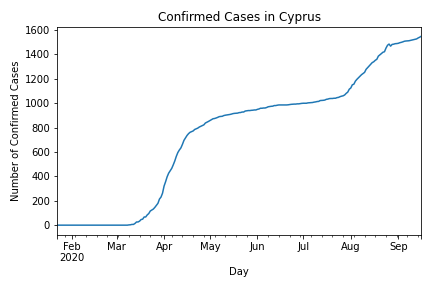 Confirmed Cases in Cyprus
1600
1400
1200
1000
800
600
400
200
0
Number of Confirmed Cases
Feb Mar Apr May Jun Jul Aug Sep
2020
Day